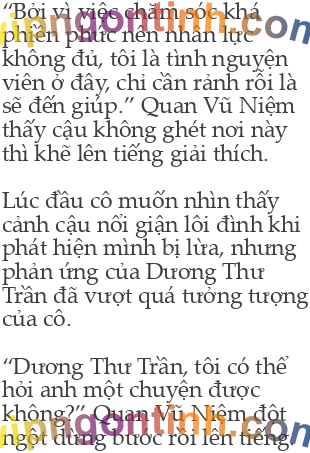 “Bởi vì việc chăm sóc khá
phiền phức nên nhân lực
không đủ, tôi là tình nguyện
viên ở đây, chỉ cần rảnh rỗi là
sẽ đến giúp.” Quan Vũ Niệm
thấy cậu không ghét nơi này
thì khẽ lên tiếng giải thích.
Lúc đầu cô muốn nhìn thấy
cảnh cậu nổi giận lôi đình khi
phát hiện mình bị lừa, nhưng
phản ứng của Dương Thư
Trần đã vượt quá tưởng tượng
của cô.
“Dương Thư Trần, tôi có thể
hỏi anh một chuyện được
không?” Quan Vũ Niệm đột
ngột dừng bước rồi lên tiếng
vipngontinh.com
vipngontinh.com